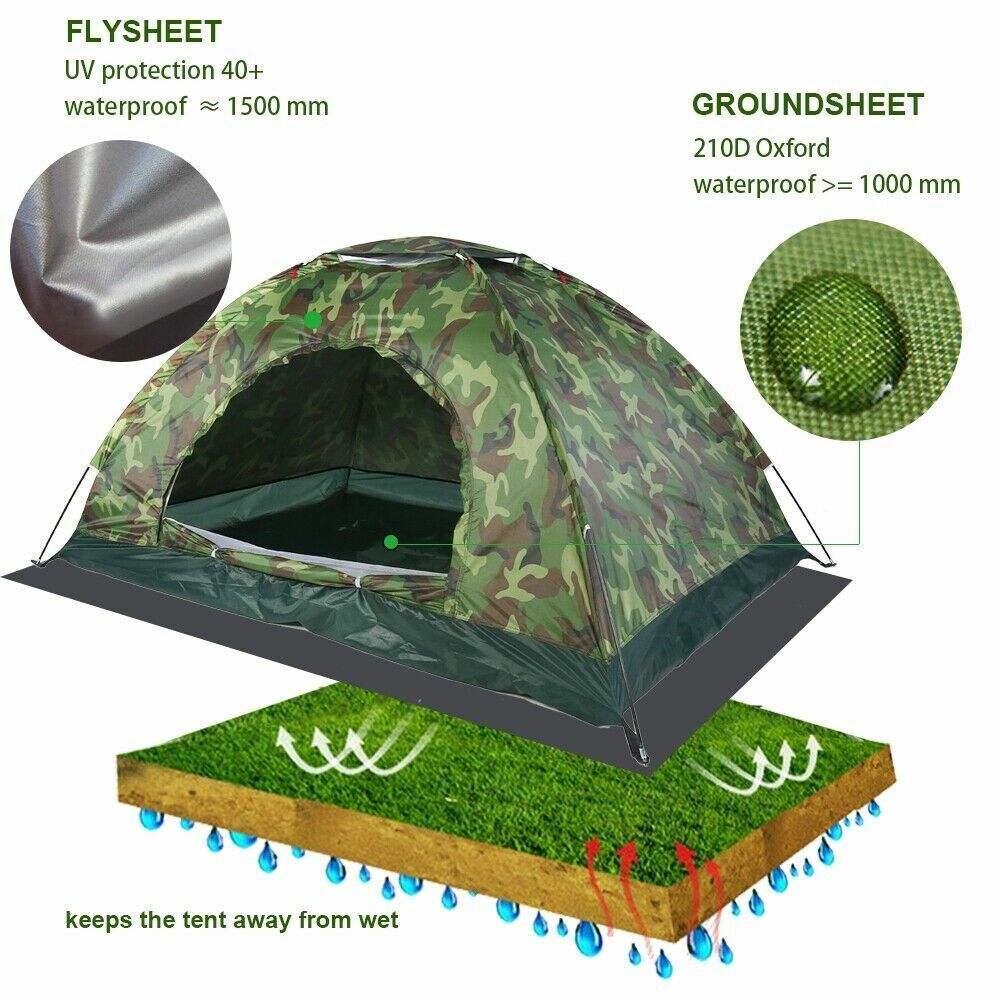 FLYSHEET
UV protection 40+
waterproof ≈ 1500 mm
GROUNDSHEET
210D Oxford
waterproof >= 1000 mm
keeps the tent away from wet